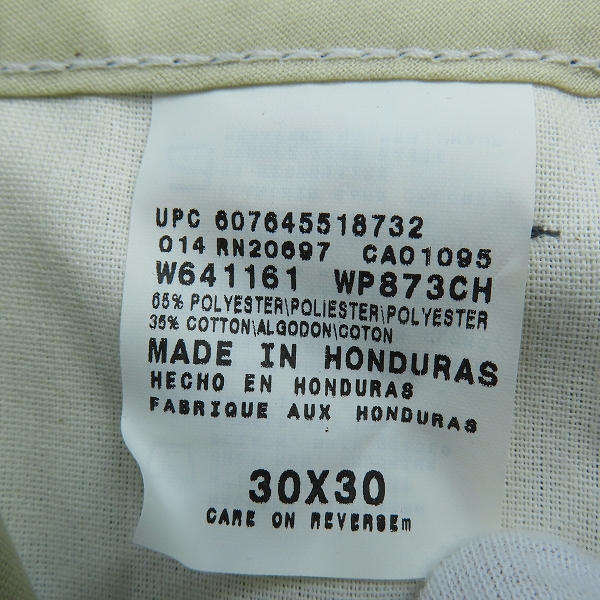 UPC 607645518732
014 RN20697 CA01095
W641161 WP873CH
65% POLYESTER\POLIESTER\POLYESTER
35% COTTON\ALGODON\COTON
MADE IN HONDURAS
HECHO EN HONDURAS
FABRIQUE AUX HONDURAS
30X30
CARE ON REVERSEm